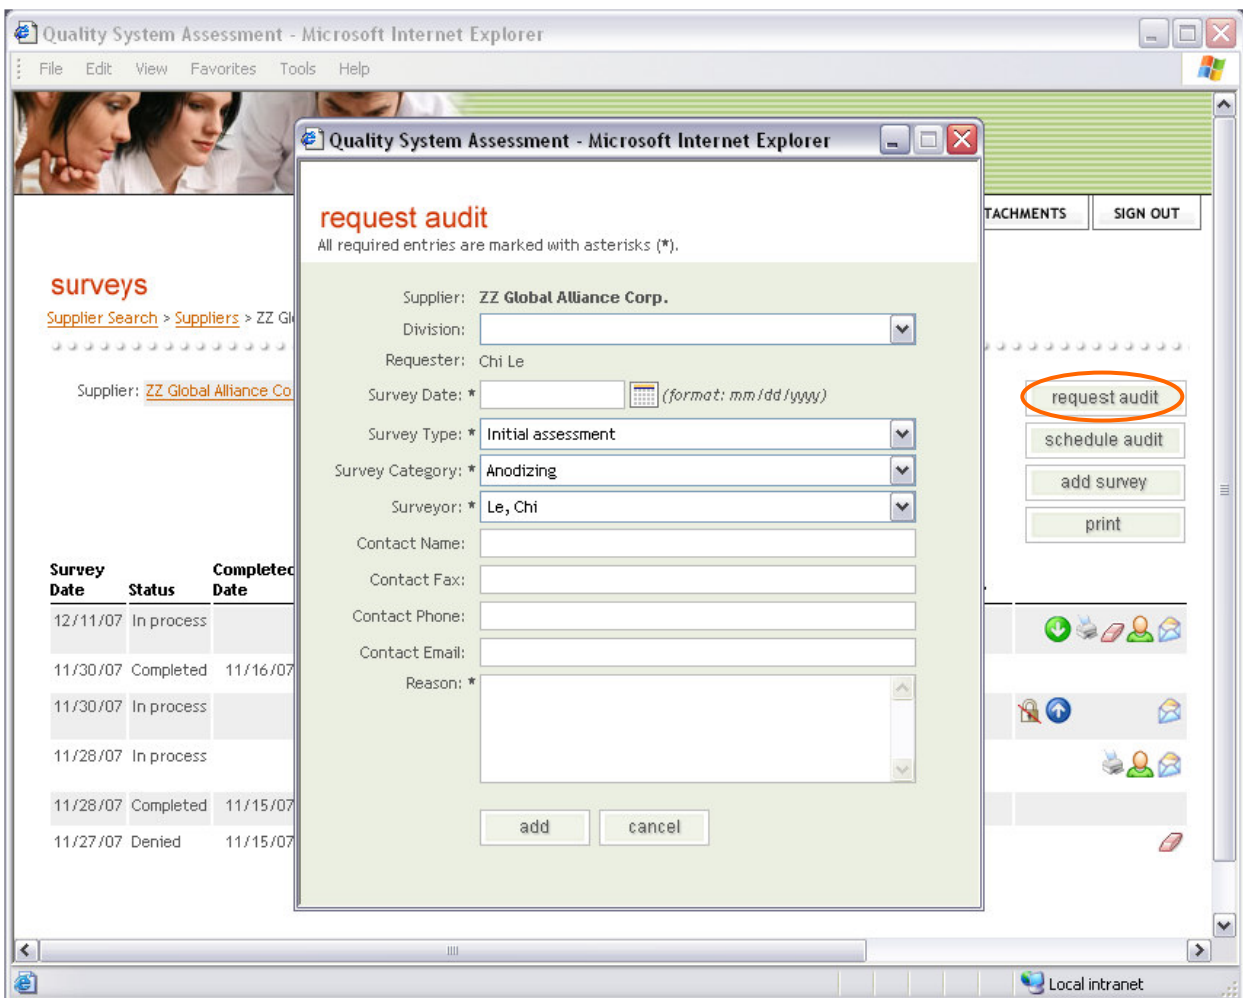 Quality System Assessment - Microsoft Internet Explorer
File Edit View Favorites Tools Help
TACHMENTS SIGN OUT
surveys
Supplier Search > Suppliers > ZZ Gl
Supplier: ZZ Global Alliance Co
request audit
schedule audit
add survey
print
Survey Date Status Completed Date
12/11/07 In process
11/30/07 Completed 11/16/07
11/30/07 In process
11/28/07 In process
11/28/07 Completed 11/15/07
11/27/07 Denied 11/15/07
Quality System Assessment - Microsoft Internet Explorer
request audit
All required entries are marked with asterisks (*).
Supplier: ZZ Global Alliance Corp.
Division:
Requester: Chi Le
Survey Date: * (format: mm/dd/yyyy)
Survey Type: * Initial assessment
Survey Category: * Anodizing
Surveyor: * Le, Chi
Contact Name:
Contact Fax:
Contact Phone:
Contact Email:
Reason: *
add cancel
Local intranet